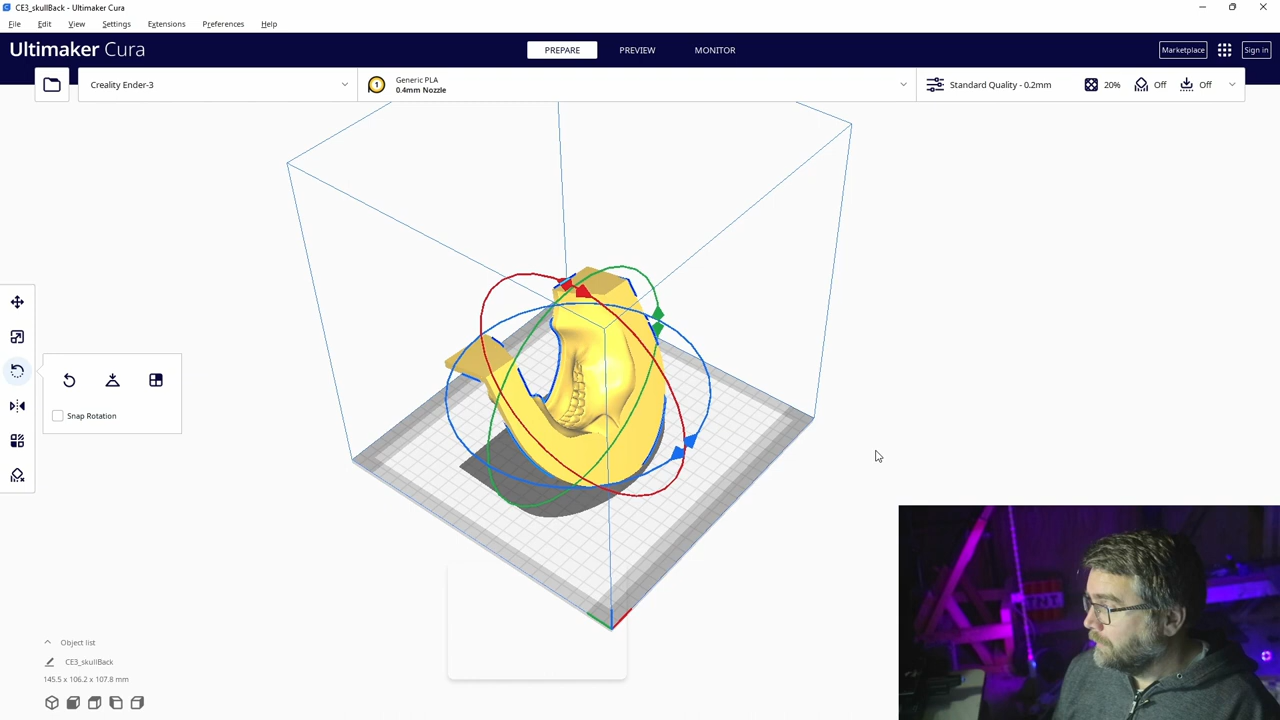 CE3_skullBack - Ultimaker Cura
File Edit View Settings Extensions Preferences Help
Ultimaker Cura
PREPARE PREVIEW MONITOR
Marketplace Sign in
Creality Ender-3
1
Generic PLA
0.4mm Nozzle
Standard Quality - 0.2mm 20% Off Off
Snap Rotation
TNT
Object list
CE3_skullBack
145.5 x 106.2 x 107.8 mm